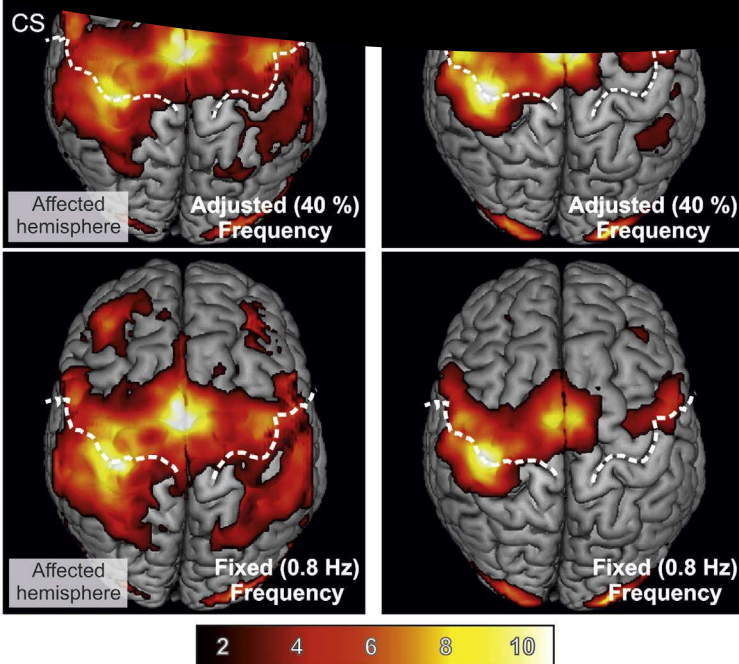 CS
Affected
hemisphere
Adjusted (40 %)
Frequency
Adjusted (40 %)
Frequency
Affected
hemisphere
Fixed (0.8 Hz)
Frequency
Fixed (0.8 Hz)
Frequency
2 4 6 8 10